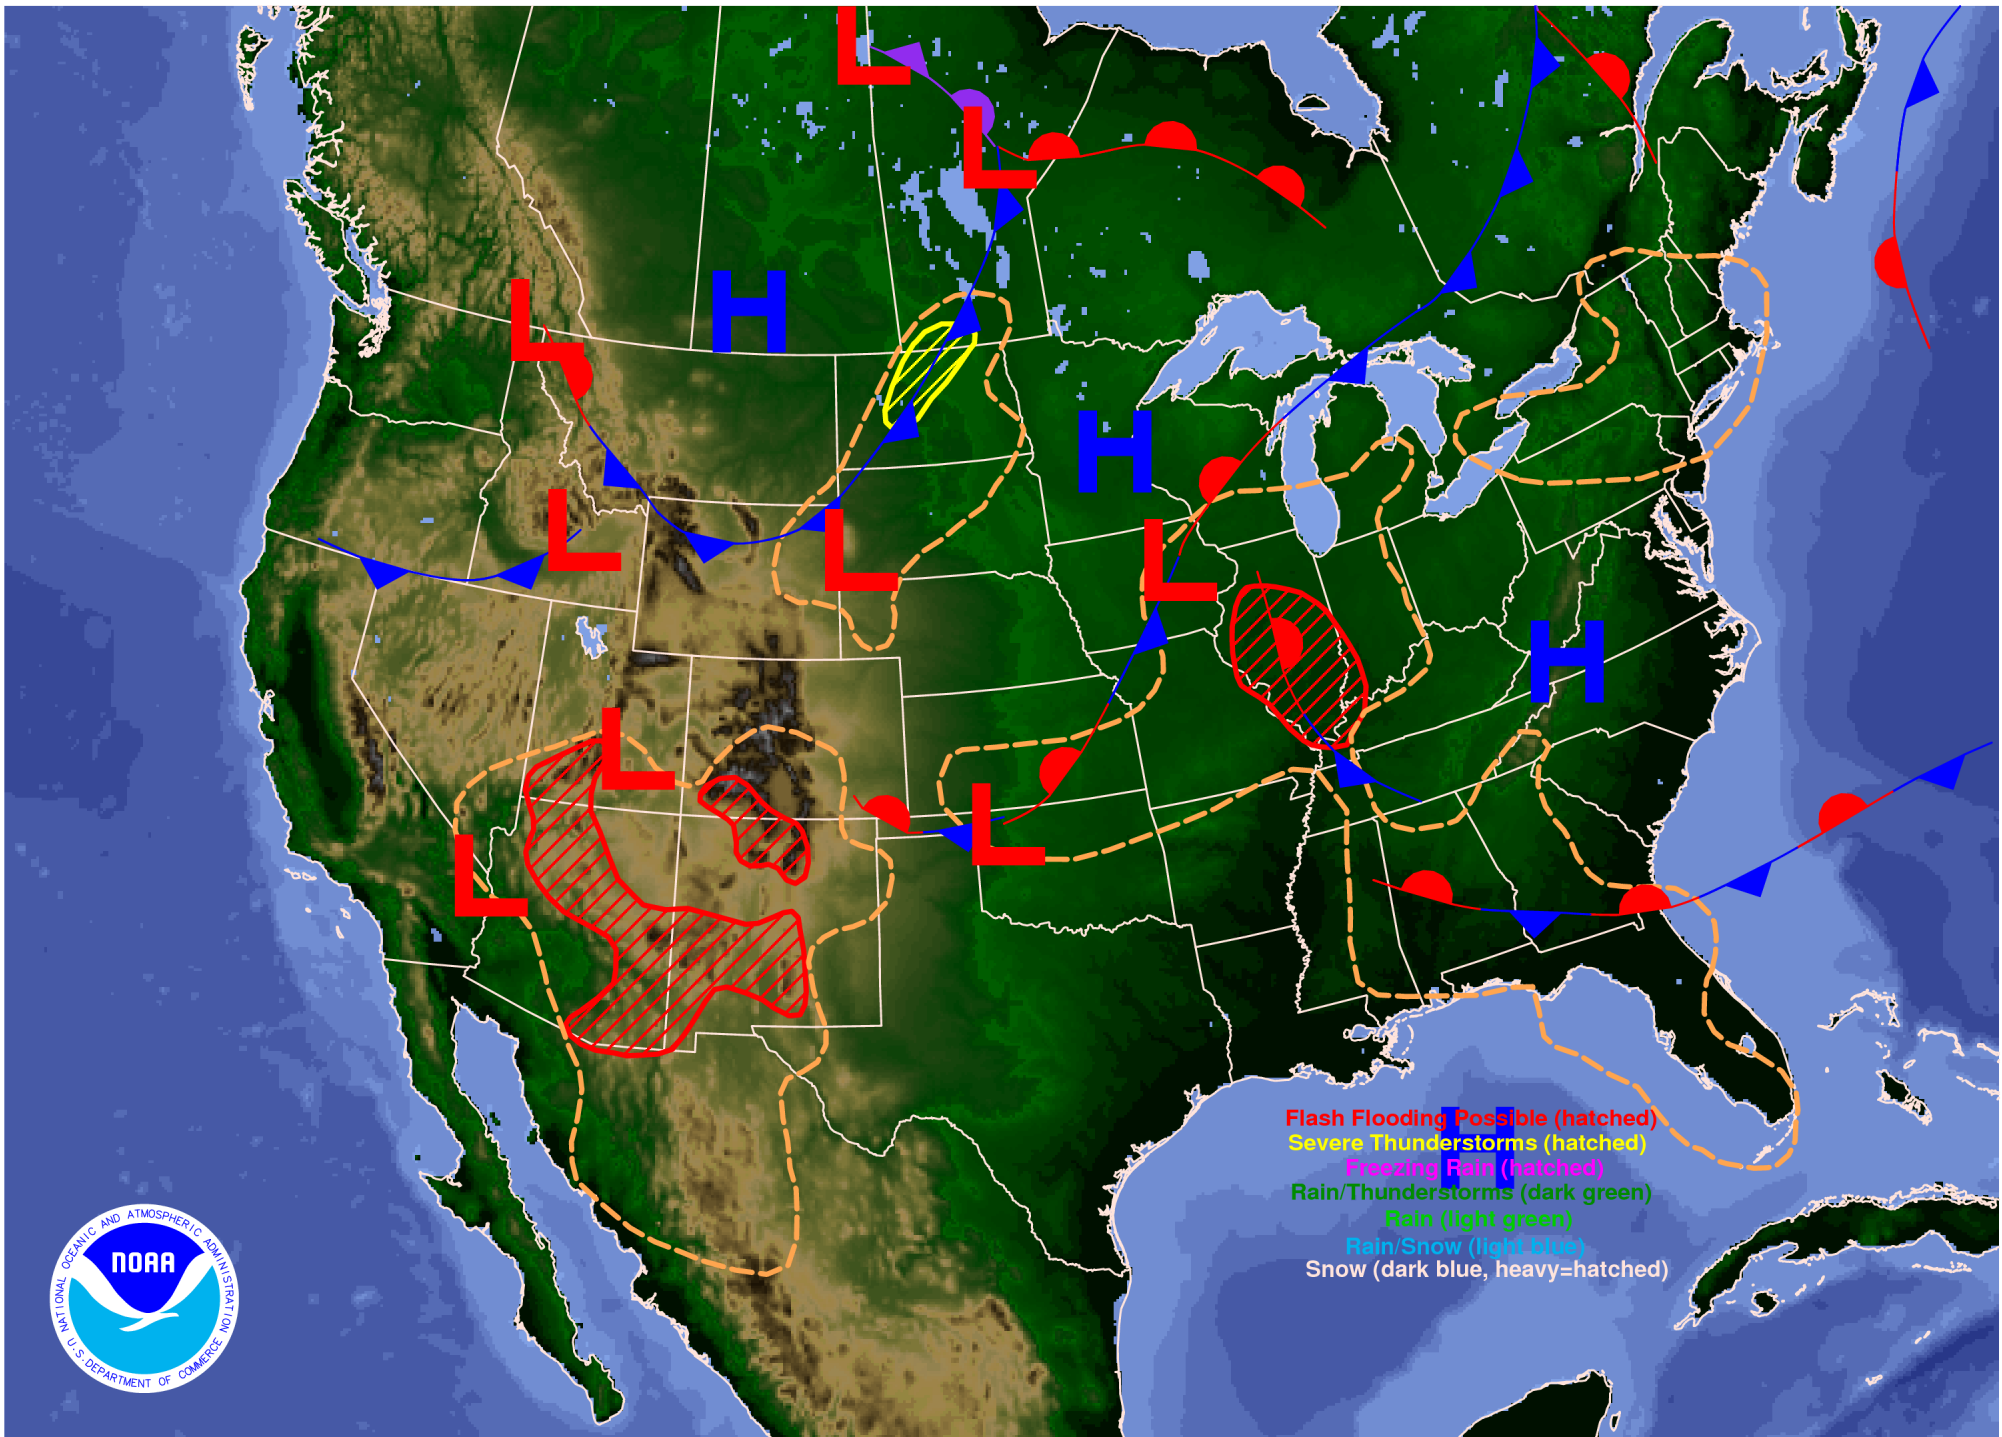 L
L
H
L
H
L
L
L
H
L
L
L
H
Flash Flooding Possible (hatched)
Severe Thunderstorms (hatched)
Freezing Rain (hatched)
Rain/Thunderstorms (dark green)
Rain (light green)
Rain/Snow (light blue)
Snow (dark blue, heavy=hatched)
NATIONAL OCEANIC AND ATMOSPHERIC ADMINISTRATION
NOAA
U.S. DEPARTMENT OF COMMERCE